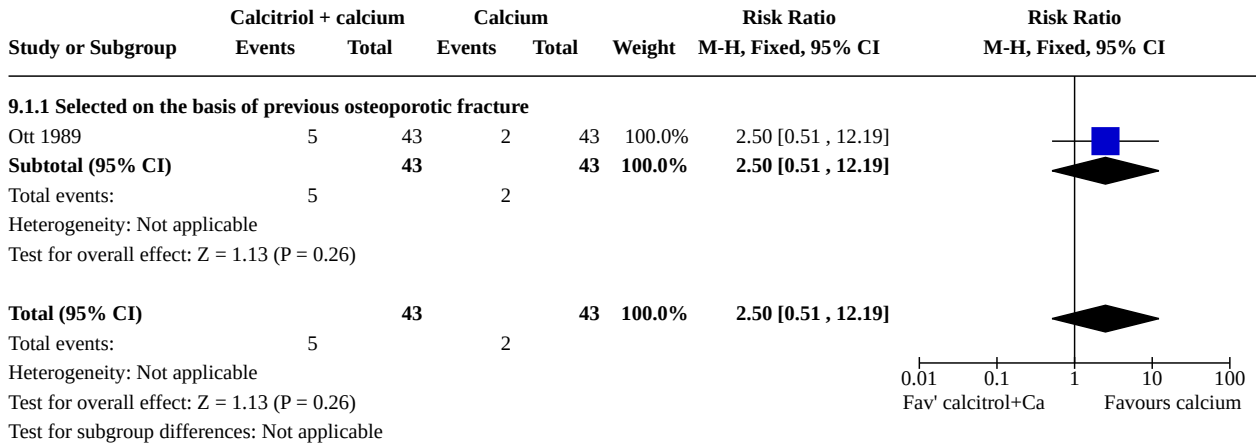 Calcitriol + calcium Calcium Risk Ratio Risk Ratio
Study or Subgroup Events Total Events Total Weight M-H, Fixed, 95% CI M-H, Fixed, 95% CI
9.1.1 Selected on the basis of previous osteoporotic fracture
Ott 1989 5 43 2 43 100.0% 2.50 [0.51 , 12.19]
Subtotal (95% CI) 43 43 100.0% 2.50 [0.51 , 12.19]
Total events: 5 2
Heterogeneity: Not applicable
Test for overall effect: Z = 1.13 (P = 0.26)
Total (95% CI) 43 43 100.0% 2.50 [0.51 , 12.19]
Total events: 5 2
Heterogeneity: Not applicable
0.01 0.1 1 10 100
Test for overall effect: Z = 1.13 (P = 0.26) Fav' calcitrol+Ca Favours calcium
Test for subgroup differences: Not applicable